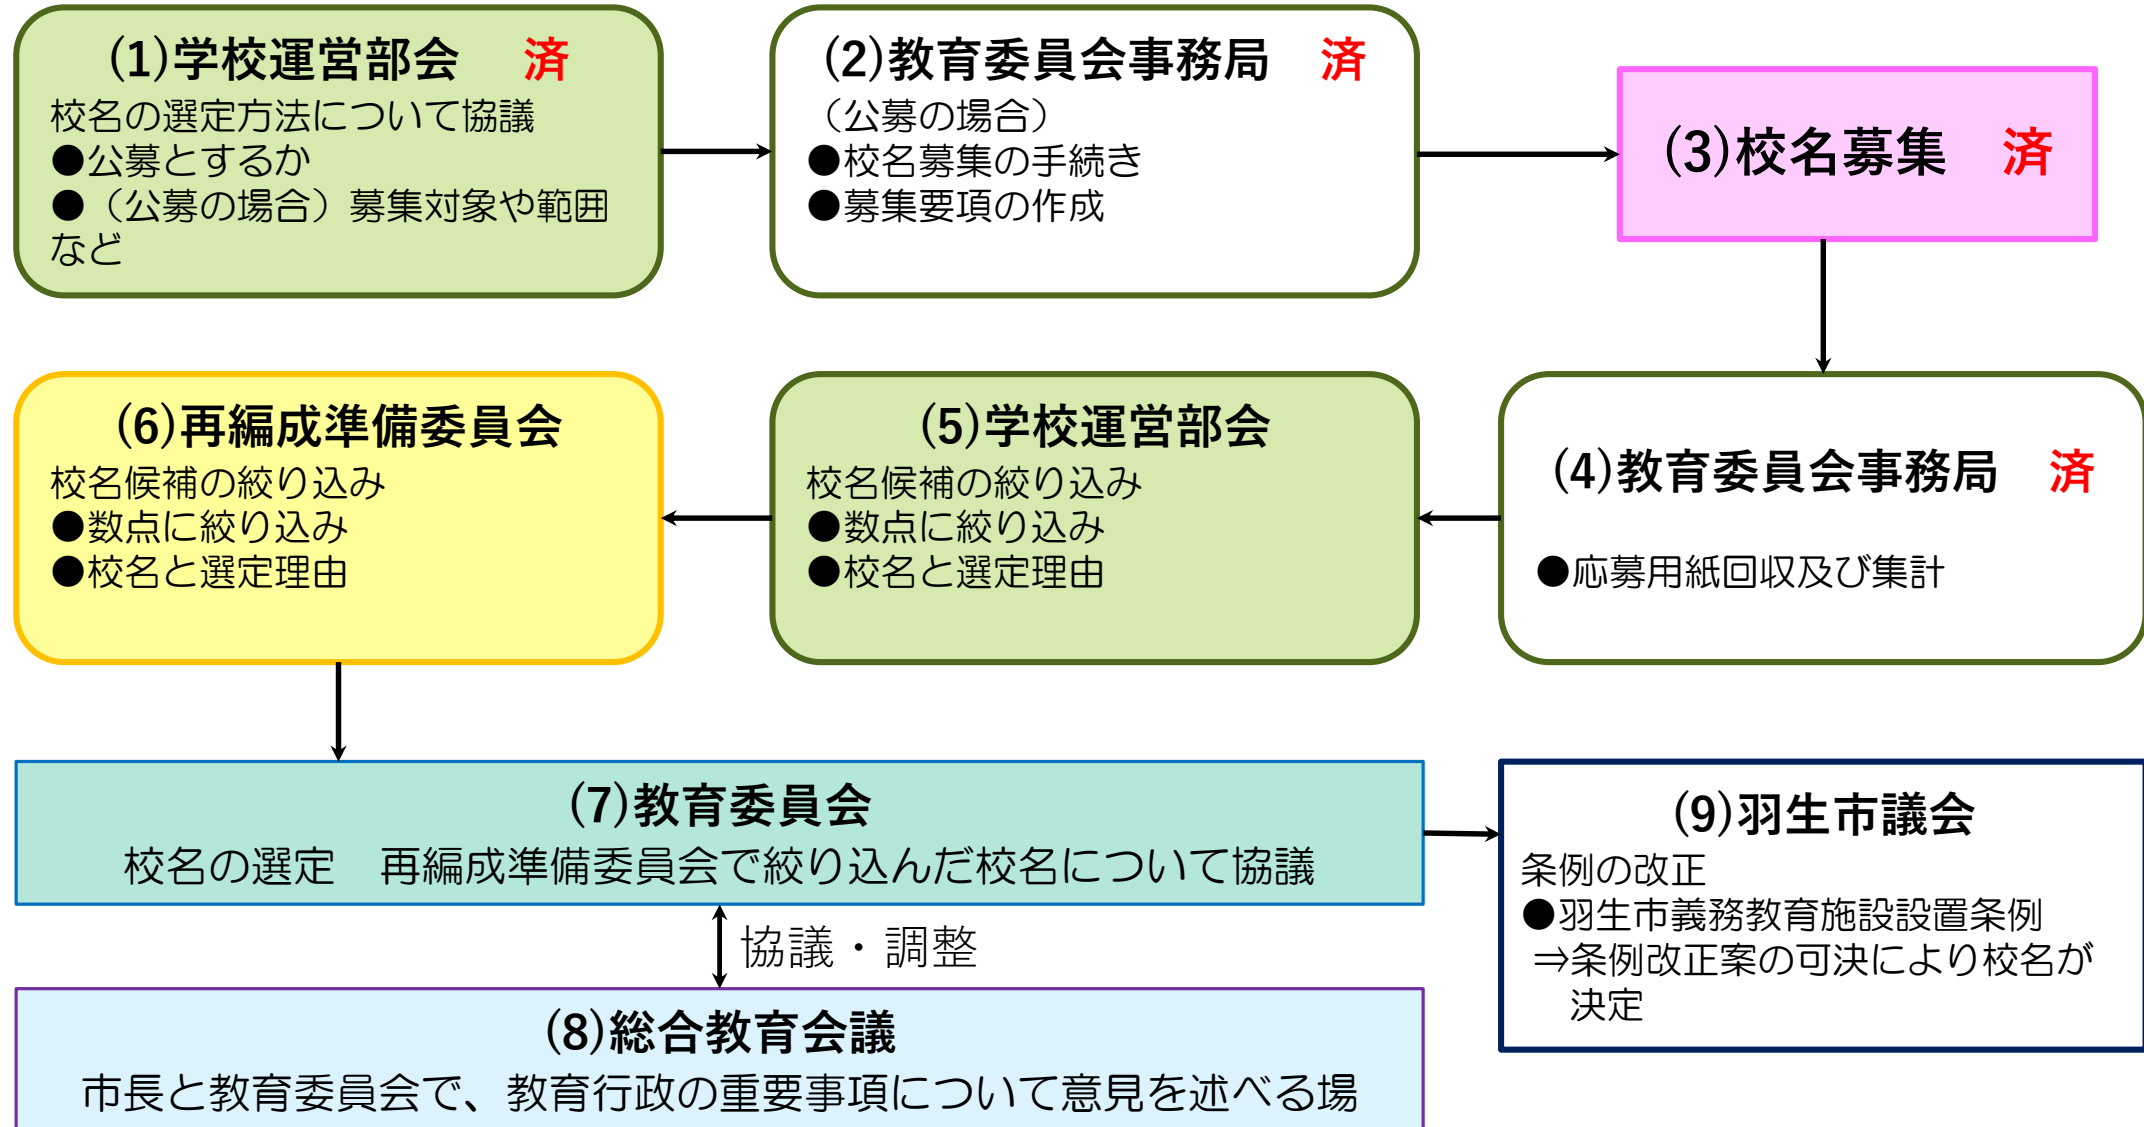 (1)学校運営部会　済
校名の選定方法について協議
●公募とするか
●（公募の場合）募集対象や範囲
など
(2)教育委員会事務局　済
（公募の場合）
●校名募集の手続き
●募集要項の作成
(3)校名募集　済
(4)教育委員会事務局　済
●応募用紙回収及び集計
(5)学校運営部会
校名候補の絞り込み
●数点に絞り込み
●校名と選定理由
(6)再編成準備委員会
校名候補の絞り込み
●数点に絞り込み
●校名と選定理由
(7)教育委員会
校名の選定　再編成準備委員会で絞り込んだ校名について協議
協議・調整
(8)総合教育会議
市長と教育委員会で、教育行政の重要事項について意見を述べる場
(9)羽生市議会
条例の改正
●羽生市義務教育施設設置条例
⇒条例改正案の可決により校名が
決定